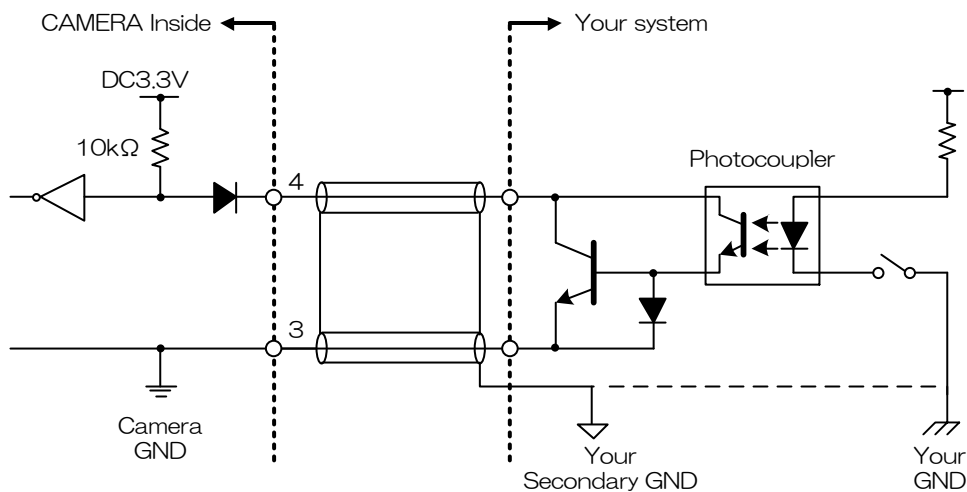 CAMERA Inside
Your system
DC3.3V
10kΩ
Photocoupler
4
3
Camera
GND
Your
Secondary GND
Your
GND